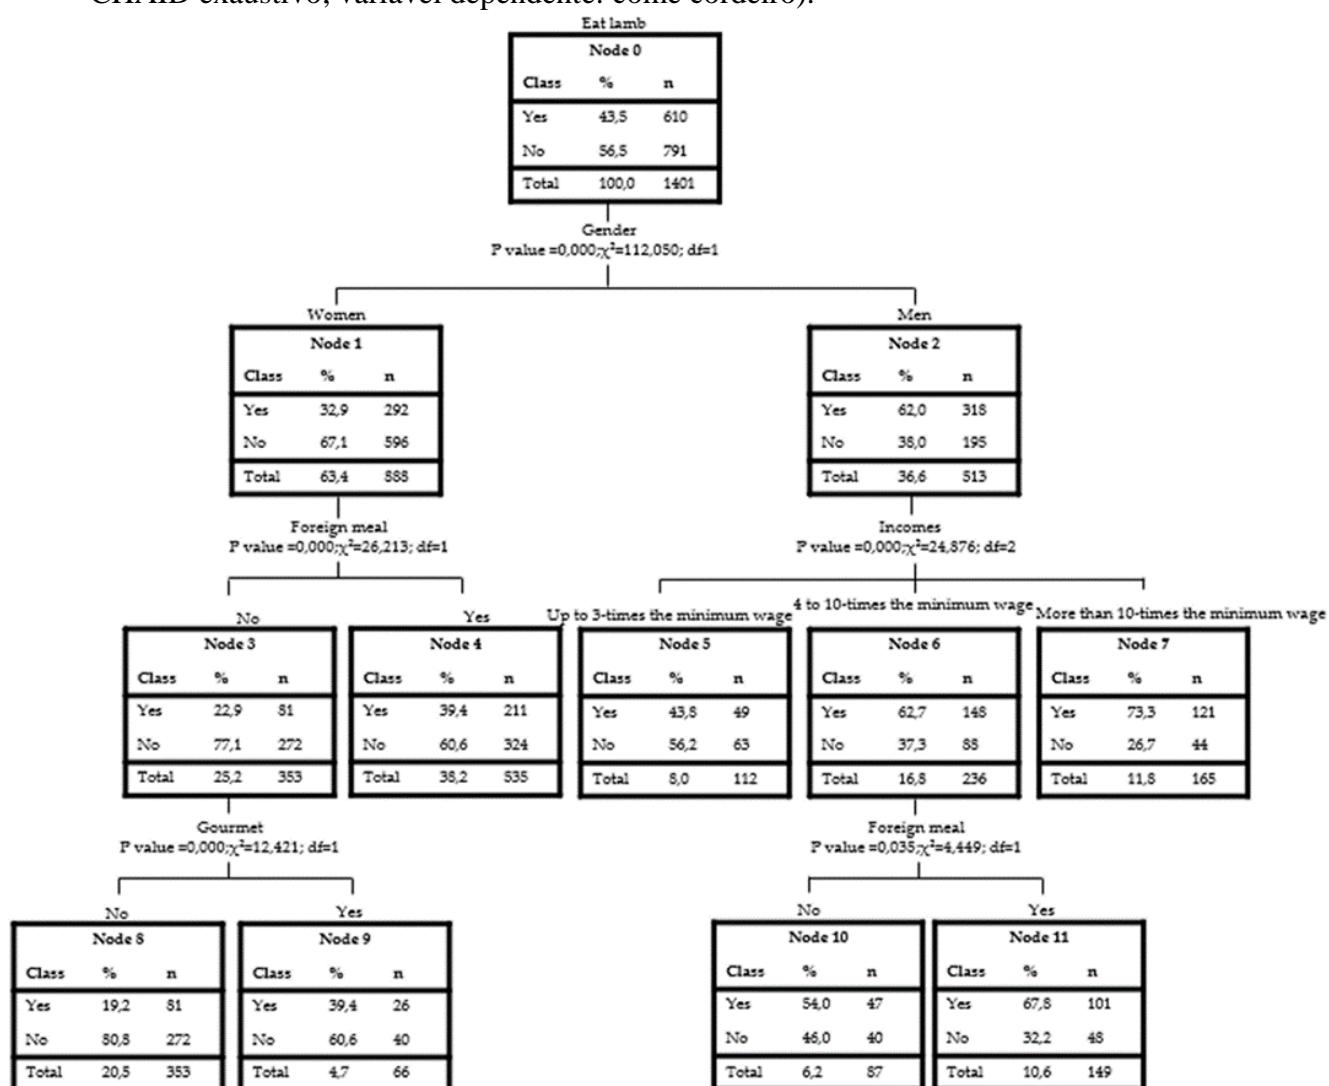 CHAID exaustivo, variável dependente: come cordeiro).
Eat lamb
Node 0
Class % n
Yes 43,5 610
No 56,5 791
Total 100,0 1401
Gender
P value =0,000;χ²=112,050; df=1
Women
Node 1
Class % n
Yes 32,9 292
No 67,1 596
Total 63,4 888
Men
Node 2
Class % n
Yes 62,0 318
No 38,0 195
Total 36,6 513
Foreign meal
P value =0,000;χ²=26,213; df=1
Incomes
P value =0,000;χ²=24,876; df=2
No
Node 3
Class % n
Yes 22,9 81
No 77,1 272
Total 25,2 353
Yes
Node 4
Class % n
Yes 39,4 211
No 60,6 324
Total 38,2 535
Up to 3-times the minimum wage
Node 5
Class % n
Yes 43,8 49
No 56,2 63
Total 8,0 112
4 to 10-times the minimum wage
Node 6
Class % n
Yes 62,7 148
No 37,3 88
Total 16,8 236
More than 10-times the minimum wage
Node 7
Class % n
Yes 73,3 121
No 26,7 44
Total 11,8 165
Gourmet
P value =0,000;χ²=12,421; df=1
Foreign meal
P value =0,035;χ²=4,449; df=1
No
Node 8
Class % n
Yes 19,2 81
No 80,8 272
Total 20,5 353
Yes
Node 9
Class % n
Yes 39,4 26
No 60,6 40
Total 4,7 66
No
Node 10
Class % n
Yes 54,0 47
No 46,0 40
Total 6,2 87
Yes
Node 11
Class % n
Yes 67,8 101
No 32,2 48
Total 10,6 149